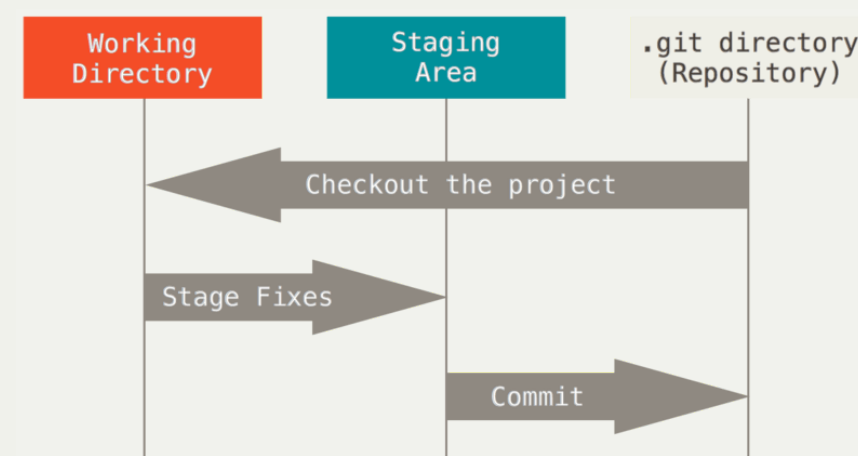 Working
Directory
Staging
Area
.git directory
(Repository)
Checkout the project
Stage Fixes
Commit